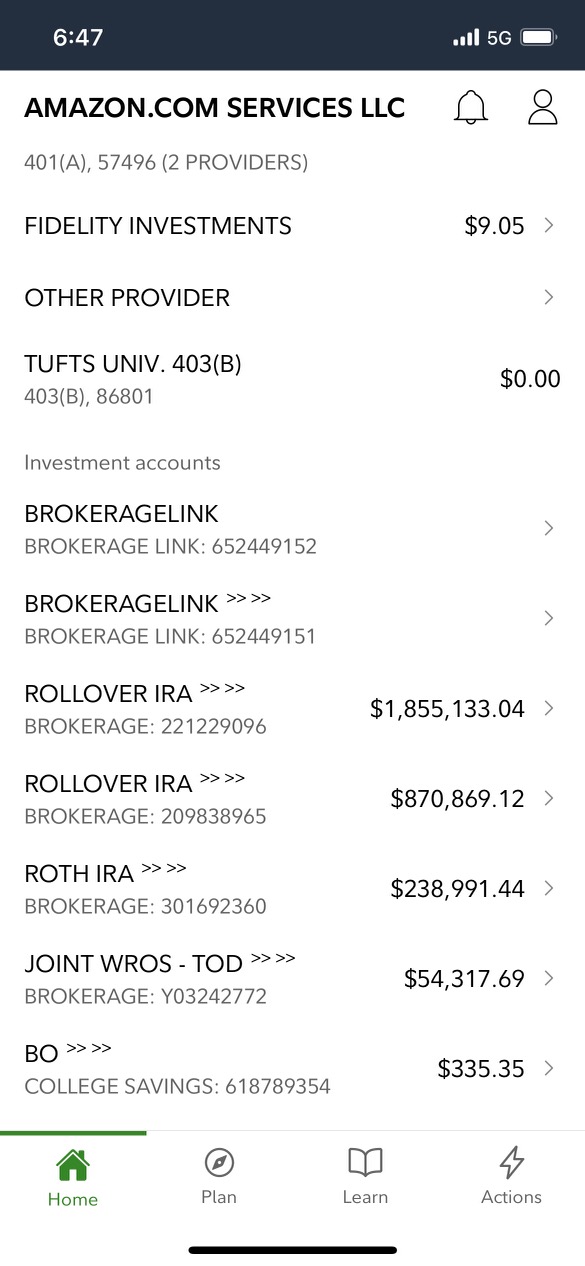 6:47
5G
AMAZON.COM SERVICES LLC
401(A), 57496 (2 PROVIDERS)
FIDELITY INVESTMENTS $9.05
OTHER PROVIDER
TUFTS UNIV. 403(B)
403(B), 86801
$0.00
Investment accounts
BROKERAGELINK
BROKERAGE LINK: 652449152
BROKERAGELINK >> >>
BROKERAGE LINK: 652449151
ROLLOVER IRA >> >>
BROKERAGE: 221229096
$1,855,133.04
ROLLOVER IRA >> >>
BROKERAGE: 209838965
$870,869.12
ROTH IRA >> >>
BROKERAGE: 301692360
$238,991.44
JOINT WROS - TOD >> >>
BROKERAGE: Y03242772
$54,317.69
BO >> >>
COLLEGE SAVINGS: 618789354
$335.35
Home
Plan
Learn
Actions